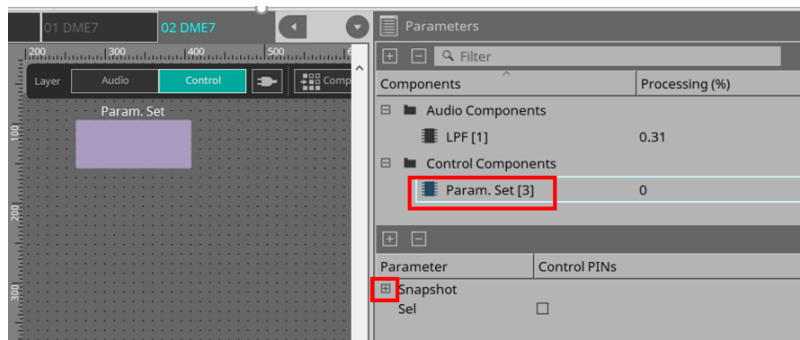 01 DME7
02 DME7
Parameters
200 300 400 500
Filter
Layer
Audio
Control
Comp
Components
Processing (%)
Param. Set
Audio Components
100
LPF [1]
0.31
Control Components
Param. Set [3]
0
200
Parameter
Control PINs
300
Snapshot
Sel